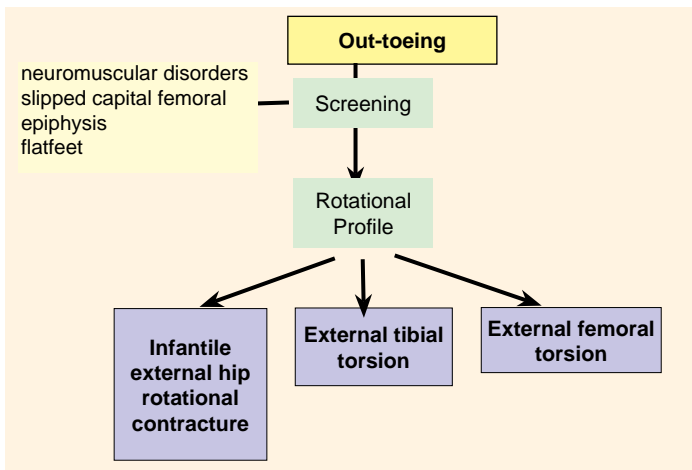 Out-toeing
neuromuscular disorders
slipped capital femoral
epiphysis
flatfeet
Screening
Rotational
Profile
Infantile
external hip
rotational
contracture
External tibial
torsion
External femoral
torsion